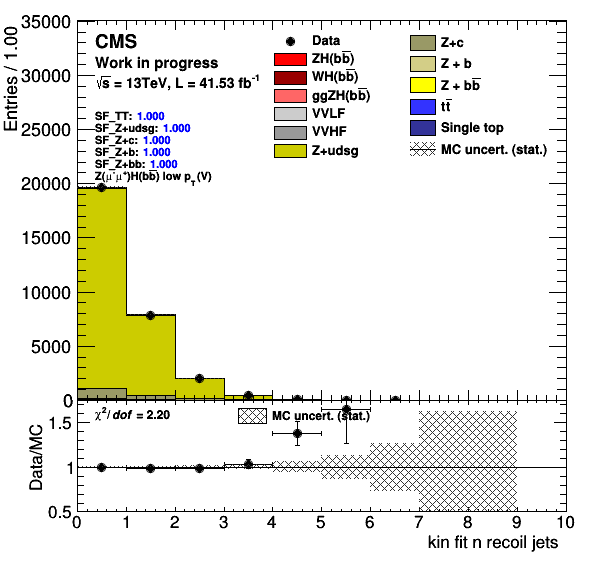 CMS
Work in progress
√s = 13TeV, L = 41.53 fb⁻¹
SF_TT: 1.000
SF_Z+udsg: 1.000
SF_Z+c: 1.000
SF_Z+b: 1.000
SF_Z+bb: 1.000
Z(μ⁻μ⁺)H(bb̅) low p_T(V)
Data
ZH(bb̅)
WH(bb̅)
ggZH(bb̅)
VVLF
VVHF
Z+udsg
Z+c
Z + b
Z + bb̅
tt̅
Single top
MC uncert. (stat.)
Entries / 1.00
35000
30000
25000
20000
15000
10000
5000
0
χ²/dof = 2.20
MC uncert. (stat.)
Data/MC
1.5
1
0.5
0 1 2 3 4 5 6 7 8 9 10
kin fit n recoil jets